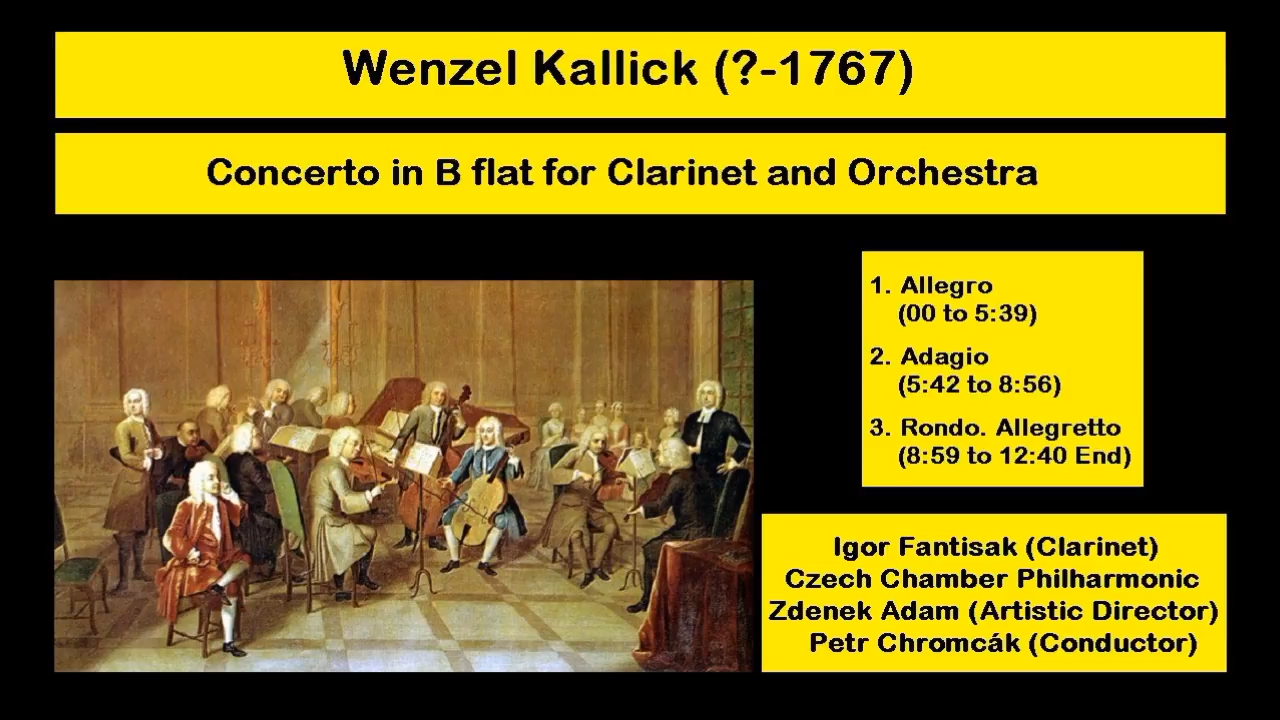 Wenzel Kallick (?-1767)
Concerto in B flat for Clarinet and Orchestra
1. Allegro
(00 to 5:39)
2. Adagio
(5:42 to 8:56)
3. Rondo. Allegretto
(8:59 to 12:40 End)
Igor Fantisak (Clarinet)
Czech Chamber Philharmonic
Zdenek Adam (Artistic Director)
Petr Chromcák (Conductor)